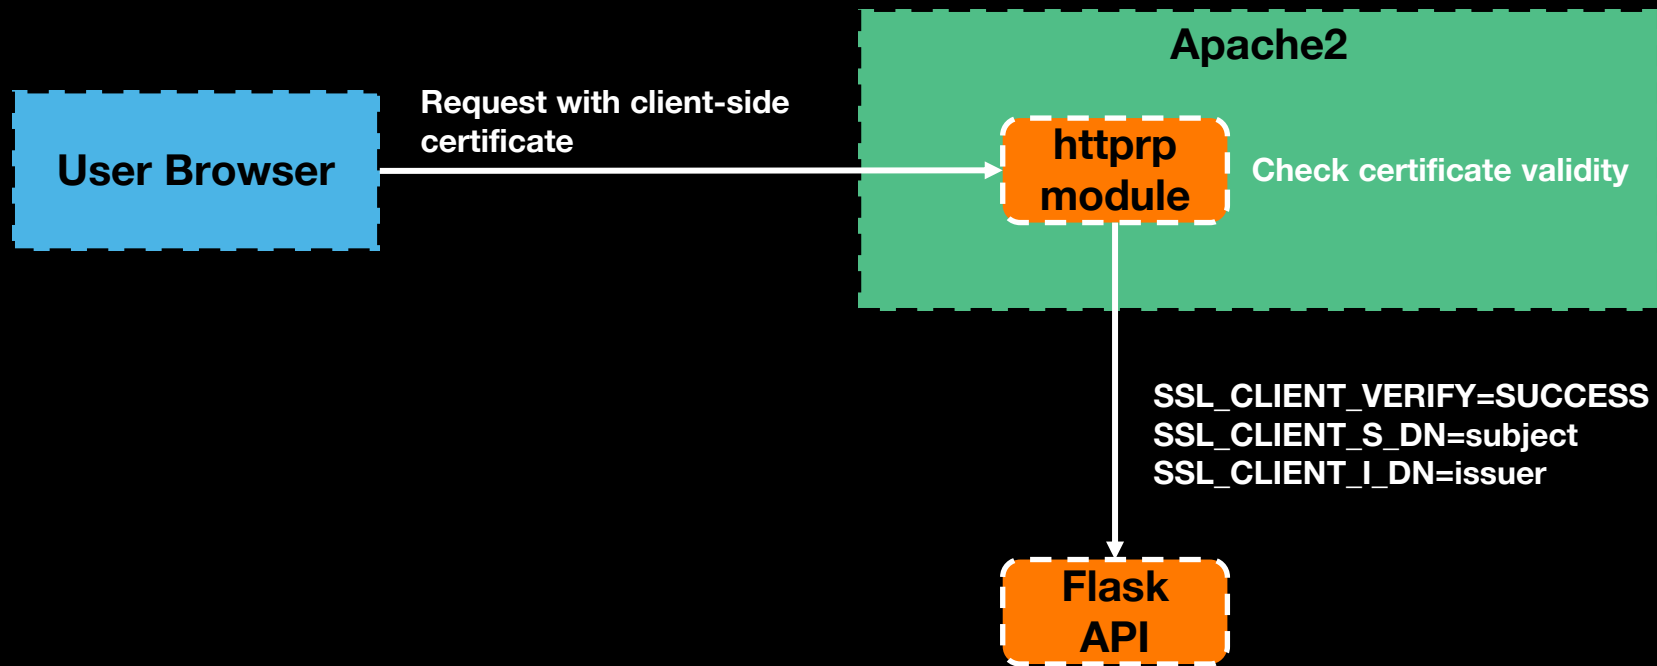 Apache2
User Browser
Request with client-side
certificate
httprp
module
Check certificate validity
SSL_CLIENT_VERIFY=SUCCESS
SSL_CLIENT_S_DN=subject
SSL_CLIENT_I_DN=issuer
Flask
API